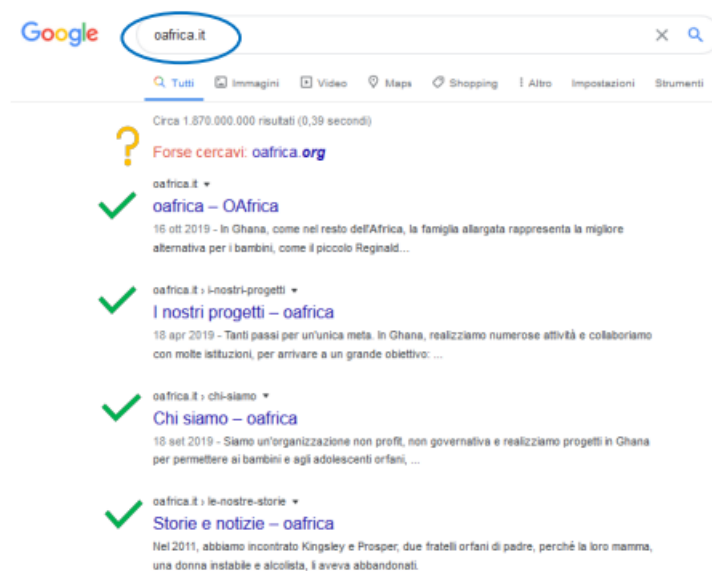 Google
oafrica.it
Tutti Immagini Video Maps Shopping Altro Impostazioni Strumenti
Circa 1.870.000.000 risultati (0,39 secondi)
?
Forse cercavi: oafrica.org
oafrica.it
oafrica – OAfrica
16 ott 2019 - In Ghana, come nel resto dell'Africa, la famiglia allargata rappresenta la migliore
alternativa per i bambini, come il piccolo Reginald...
oafrica.it › i-nostri-progetti
I nostri progetti – oafrica
18 apr 2019 - Tanti passi per un'unica meta. In Ghana, realizziamo numerose attività e collaboriamo
con molte istituzioni, per arrivare a un grande obiettivo: ...
oafrica.it › chi-siamo
Chi siamo – oafrica
18 set 2019 - Siamo un'organizzazione non profit, non governativa e realizziamo progetti in Ghana
per permettere ai bambini e agli adolescenti orfani, ...
oafrica.it › le-nostre-storie
Storie e notizie – oafrica
Nel 2011, abbiamo incontrato Kingsley e Prosper, due fratelli orfani di padre, perché la loro mamma,
una donna instabile e alcolista, li aveva abbandonati.